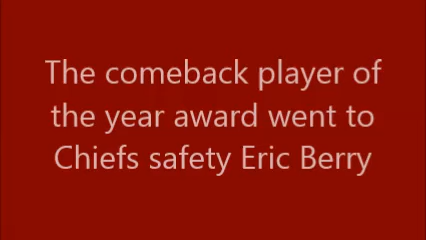 The comeback player of
the year award went to
Chiefs safety Eric Berry